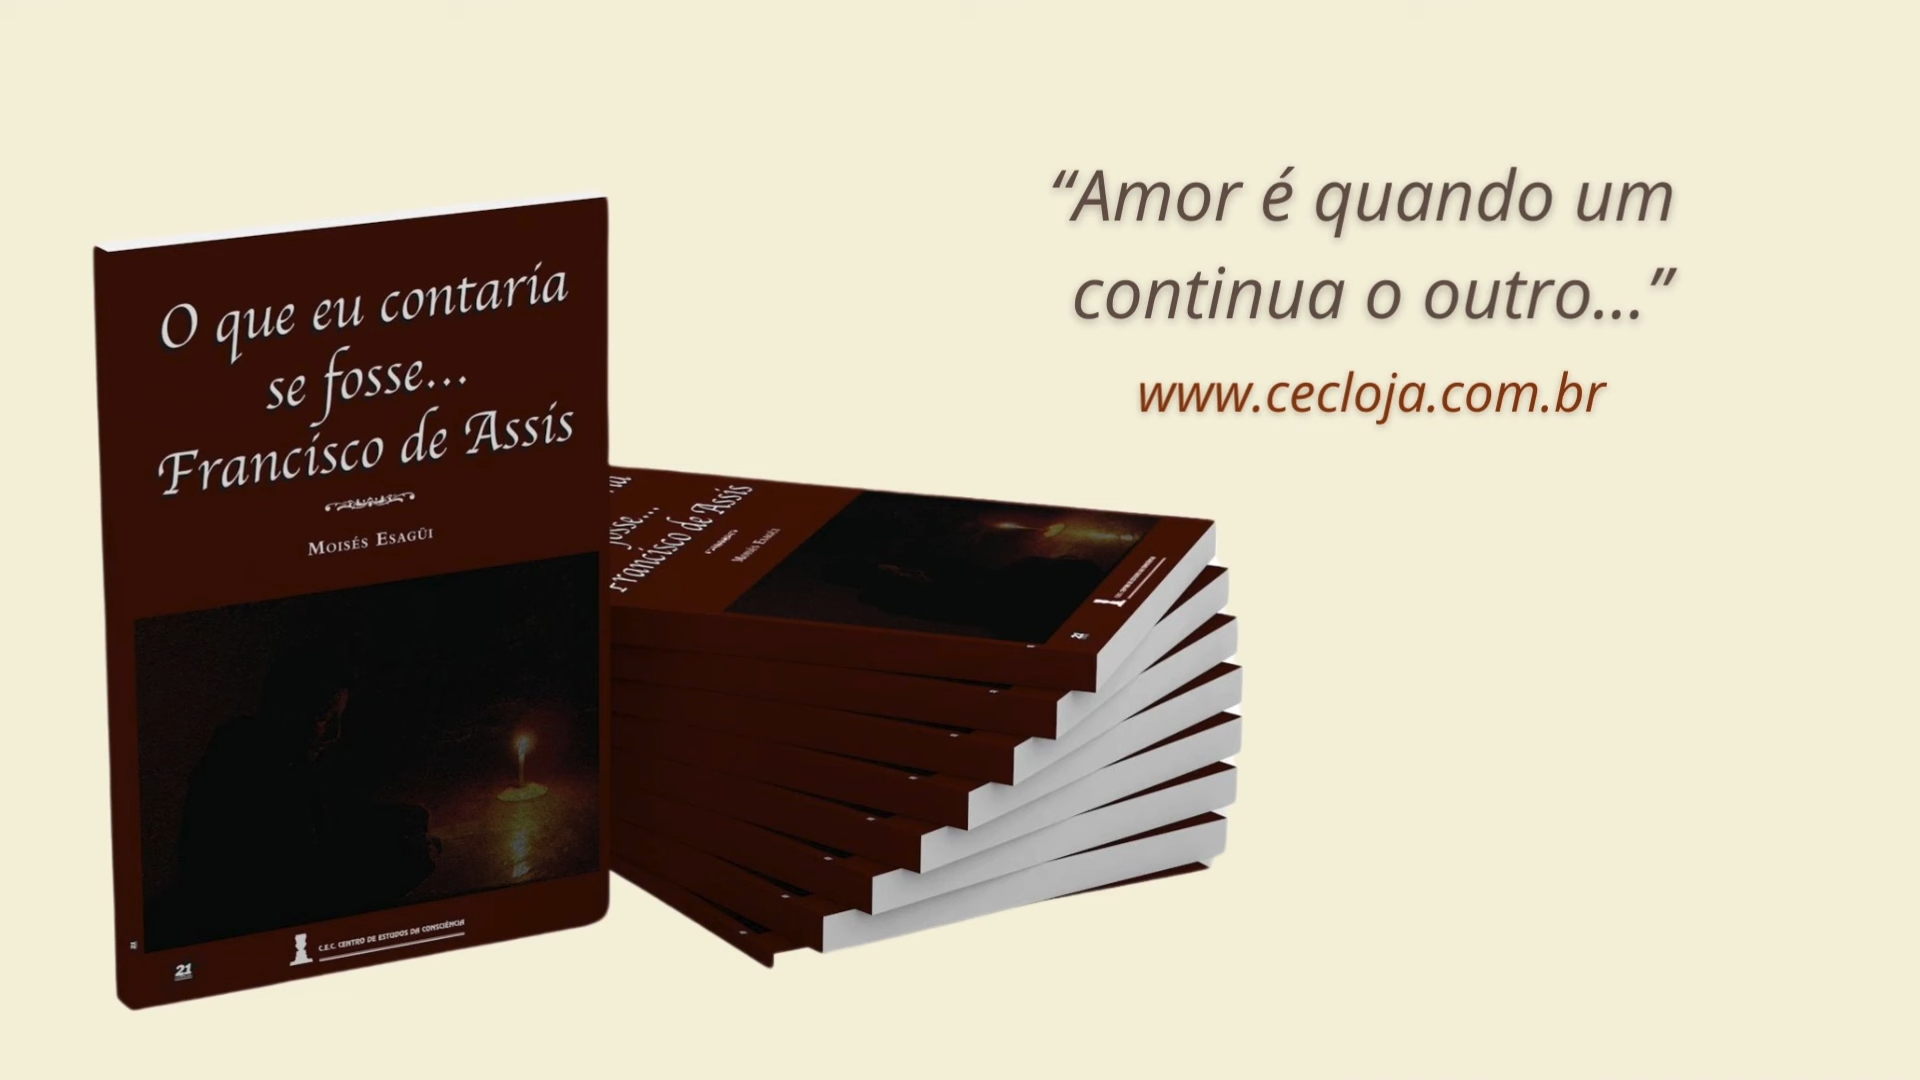 O que eu contaria
se fosse...
Francisco de Assis
MOISÉS ESAGÜI
C.E.C. CENTRO DE ESTUDOS DA CONSCIÊNCIA
21
“Amor é quando um
continua o outro...”
www.cecloja.com.br
fosse...
Francisco de Assis
MOISÉS ESAGÜI
21